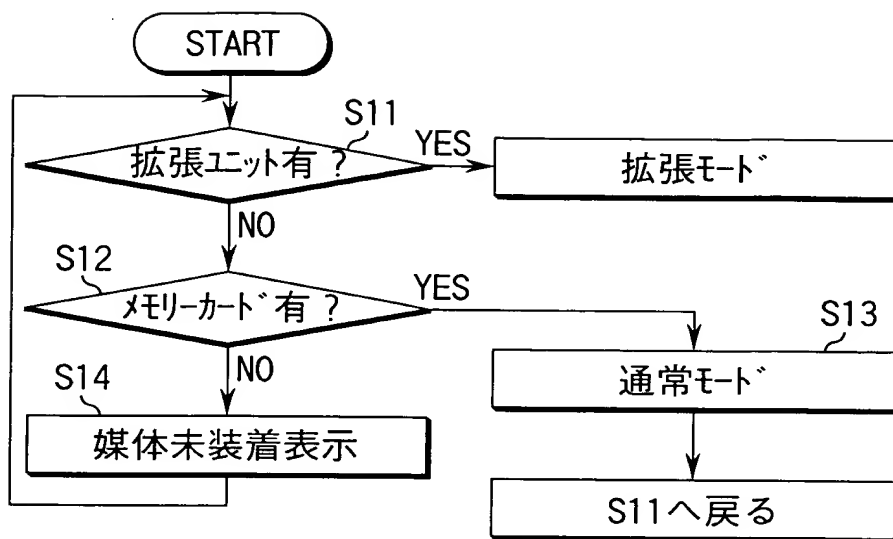 START
S11
拡張ユニット有？
YES
拡張モード
NO
S12
メモリーカード有？
YES
S13
通常モード
NO
S14
媒体未装着表示
S11へ戻る